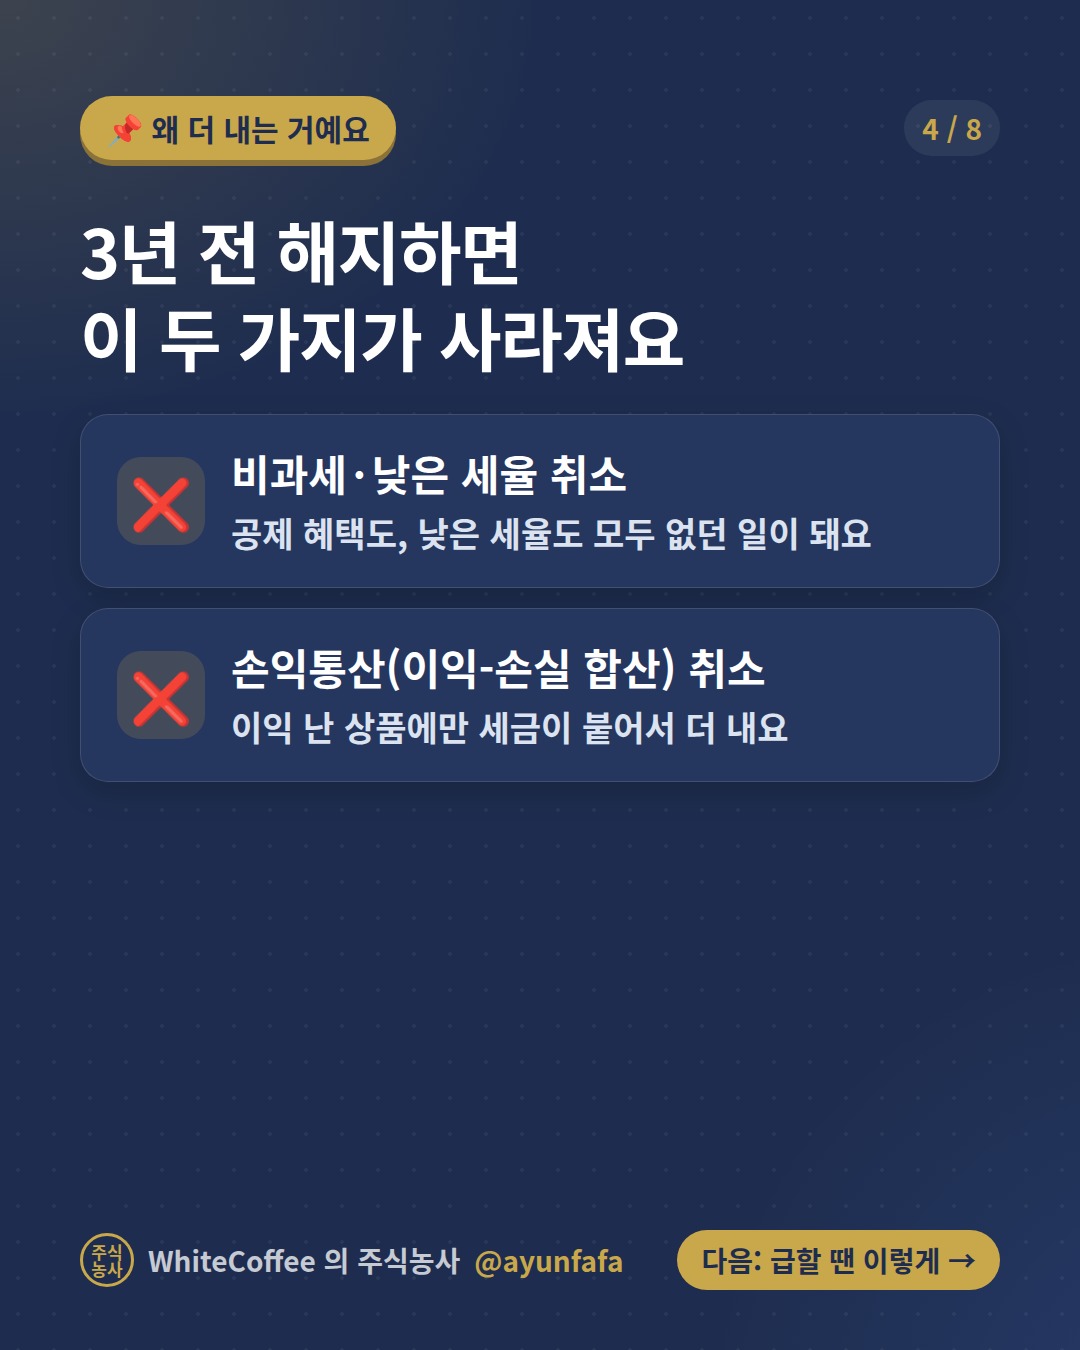 📌 왜 더 내는 거예요
4 / 8
3년 전 해지하면
이 두 가지가 사라져요
❌ 비과세·낮은 세율 취소
공제 혜택도, 낮은 세율도 모두 없던 일이 돼요
❌ 손익통산(이익-손실 합산) 취소
이익 난 상품에만 세금이 붙어서 더 내요
주식
농사
WhiteCoffee 의 주식농사 @ayunfafa
다음: 급할 땐 이렇게 →